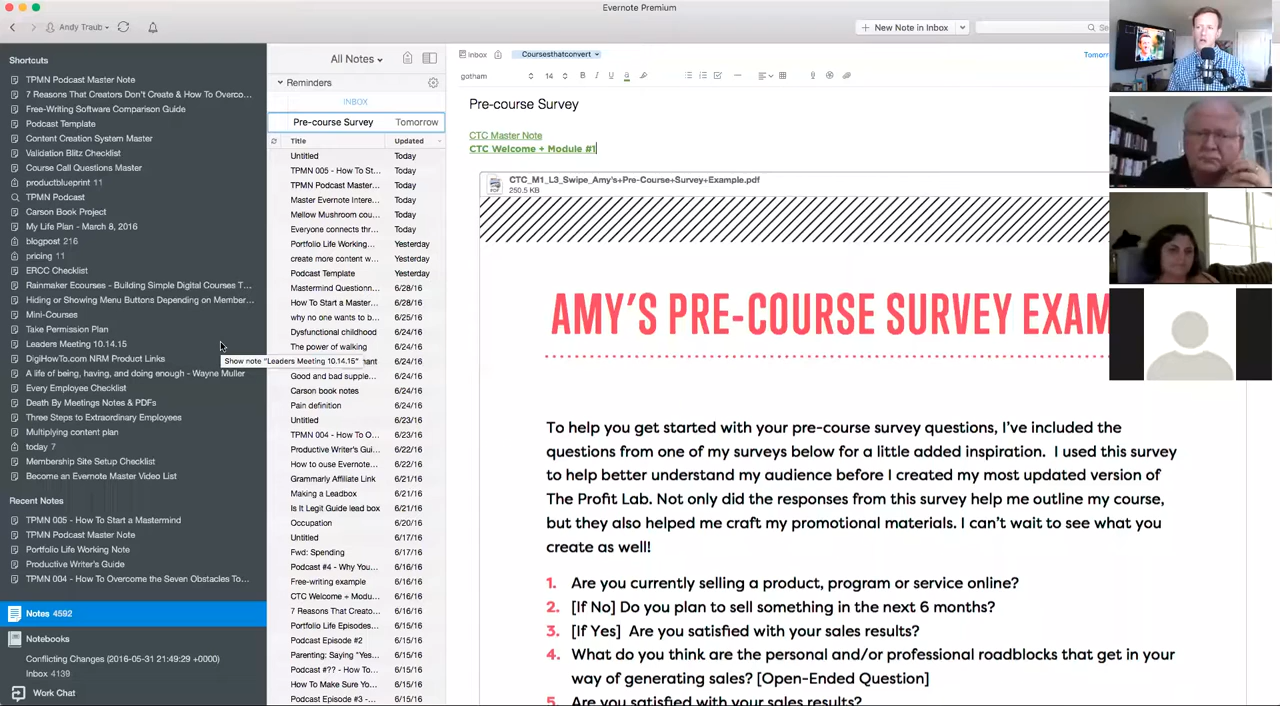 Evernote Premium
Andy Traub
New Note in Inbox
Shortcuts
TPMN Podcast Master Note
7 Reasons That Creators Don't Create & How To Overco...
Free-Writing Software Comparison Guide
Podcast Template
Content Creation System Master
Validation Blitz Checklist
Course Call Questions Master
productblueprint 11
TPMN Podcast
Carson Book Project
My Life Plan - March 8, 2016
blogpost 216
pricing 11
ERCC Checklist
Rainmaker Ecourses - Building Simple Digital Courses T...
Hiding or Showing Menu Buttons Depending on Member...
Mini-Courses
Take Permission Plan
Leaders Meeting 10.14.15
Show note "Leaders Meeting 10.14.15"
DigiHowTo.com NRM Product Links
A life of being, having, and doing enough - Wayne Muller
Every Employee Checklist
Death By Meetings Notes & PDFs
Three Steps to Extraordinary Employees
Multiplying content plan
today 7
Membership Site Setup Checklist
Become an Evernote Master Video List
Recent Notes
TPMN 005 - How To Start a Mastermind
TPMN Podcast Master Note
Portfolio Life Working Note
Productive Writer's Guide
TPMN 004 - How To Overcome the Seven Obstacles To...
Notes 4592
Notebooks
Conflicting Changes (2016-05-31 21:49:29 +0000)
Inbox 4139
Work Chat
All Notes
Reminders
INBOX
Pre-course Survey Tomorrow
Title Updated
Untitled Today
TPMN 005 - How To St... Today
TPMN Podcast Master... Today
Master Evernote Intere... Today
Mellow Mushroom cou... Today
Everyone connects thr... Today
Portfolio Life Working... Yesterday
create more content w... Yesterday
Podcast Template Yesterday
Mastermind Questionn... 6/28/16
How To Start a Master... 6/28/16
why no one wants to b... 6/25/16
Dysfunctional childhood 6/24/16
The power of walking 6/24/16
6/24/16
Good and bad supple... 6/24/16
Carson book notes 6/24/16
Pain definition 6/24/16
Untitled 6/23/16
TPMN 004 - How To O... 6/23/16
Productive Writer's Gui... 6/22/16
How to ouse Evernote... 6/22/16
Grammarly Affiliate Link 6/21/16
Making a Leadbox 6/21/16
Is It Legit Guide lead box 6/21/16
Occupation 6/20/16
Untitled 6/17/16
Fwd: Spending 6/17/16
Podcast #4 - Why You... 6/16/16
Free-writing example 6/16/16
CTC Welcome + Modu... 6/16/16
7 Reasons That Creato... 6/16/16
Portfolio Life Episodes... 6/15/16
Podcast Episode #2 6/15/16
Parenting: Saying "Yes... 6/15/16
Podcast #?? - How To... 6/15/16
How To Make Sure Yo... 6/15/16
Podcast Episode #3 -... 6/15/16
Inbox
Coursesthatconvert
Tomorr
gotham 14 B I U
Pre-course Survey
CTC Master Note
CTC Welcome + Module #1
CTC_M1_L3_Swipe_Amy's+Pre-Course+Survey+Example.pdf
250.5 KB
AMY'S PRE-COURSE SURVEY EXAM
To help you get started with your pre-course survey questions, I've included the
questions from one of my surveys below for a little added inspiration. I used this survey
to help better understand my audience before I created my most updated version of
The Profit Lab. Not only did the responses from this survey help me outline my course,
but they also helped me craft my promotional materials. I can't wait to see what you
create as well!
1. Are you currently selling a product, program or service online?
2. [If No] Do you plan to sell something in the next 6 months?
3. [If Yes] Are you satisfied with your sales results?
4. What do you think are the personal and/or professional roadblocks that get in your
way of generating sales? [Open-Ended Question]
5. Are you satisfied with your sales results?